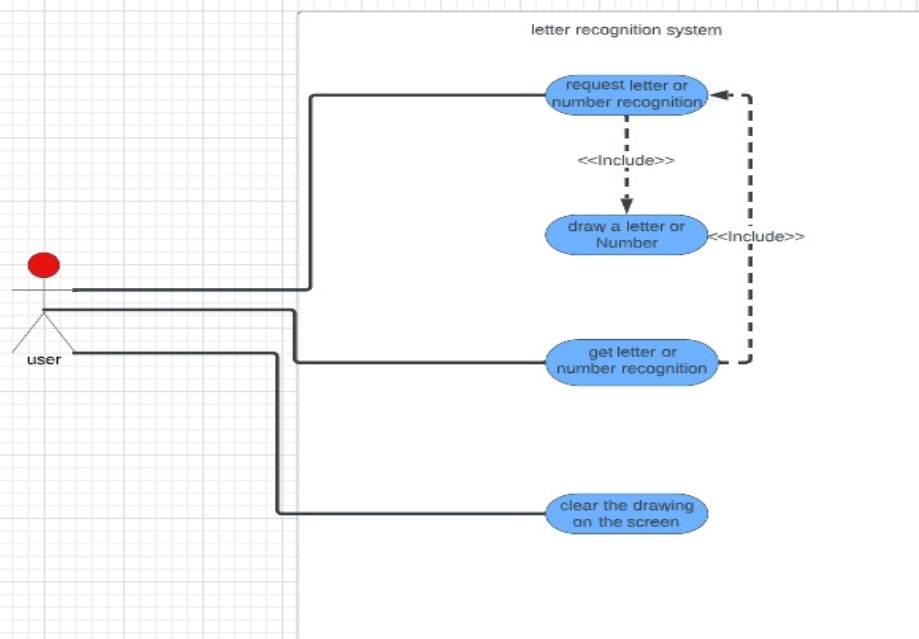 letter recognition system
request letter or
number recognition
<<Include>>
draw a letter or
Number
<<Include>>
user
get letter or
number recognition
clear the drawing
on the screen